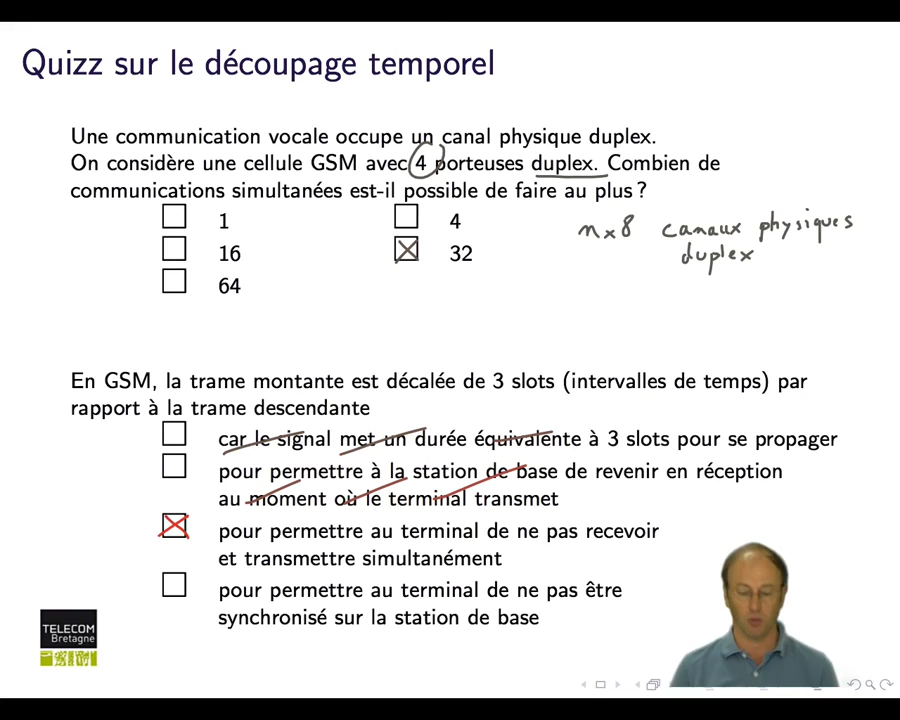 Quizz sur le découpage temporel
Une communication vocale occupe un canal physique duplex.
On considère une cellule GSM avec 4 porteuses duplex. Combien de
communications simultanées est-il possible de faire au plus ?
1
4
n×8 canaux physiques
duplex
16
32
64
En GSM, la trame montante est décalée de 3 slots (intervalles de temps) par
rapport à la trame descendante
car le signal met un durée équivalente à 3 slots pour se propager
pour permettre à la station de base de revenir en réception
au moment où le terminal transmet
pour permettre au terminal de ne pas recevoir
et transmettre simultanément
pour permettre au terminal de ne pas être
synchronisé sur la station de base
TELECOM
Bretagne